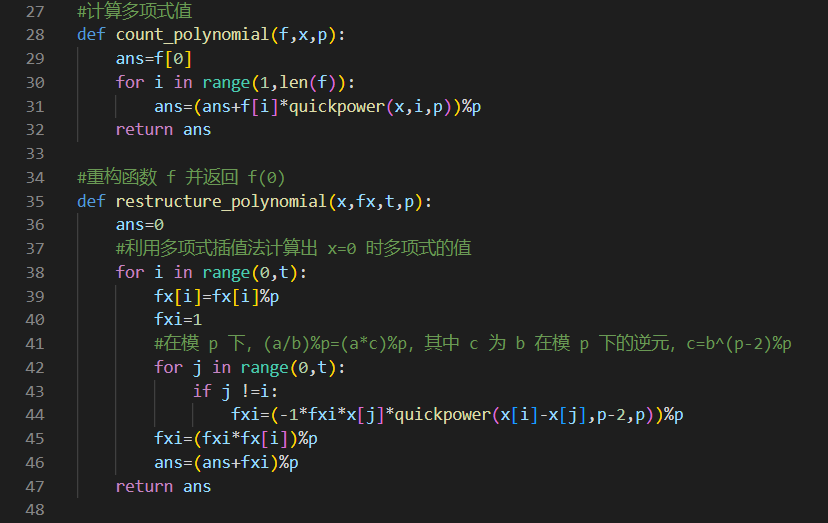 27 #计算多项式值
28 def count_polynomial(f,x,p):
29     ans=f[0]
30     for i in range(1,len(f)):
31         ans=(ans+f[i]*quickpower(x,i,p))%p
32     return ans
33
34 #重构函数 f 并返回 f(0)
35 def restructure_polynomial(x,fx,t,p):
36     ans=0
37     #利用多项式插值法计算出 x=0 时多项式的值
38     for i in range(0,t):
39         fx[i]=fx[i]%p
40         fxi=1
41         #在模 p 下，(a/b)%p=(a*c)%p，其中 c 为 b 在模 p 下的逆元，c=b^(p-2)%p
42         for j in range(0,t):
43             if j !=i:
44                 fxi=(-1*fxi*x[j]*quickpower(x[i]-x[j],p-2,p))%p
45         fxi=(fxi*fx[i])%p
46         ans=(ans+fxi)%p
47     return ans
48